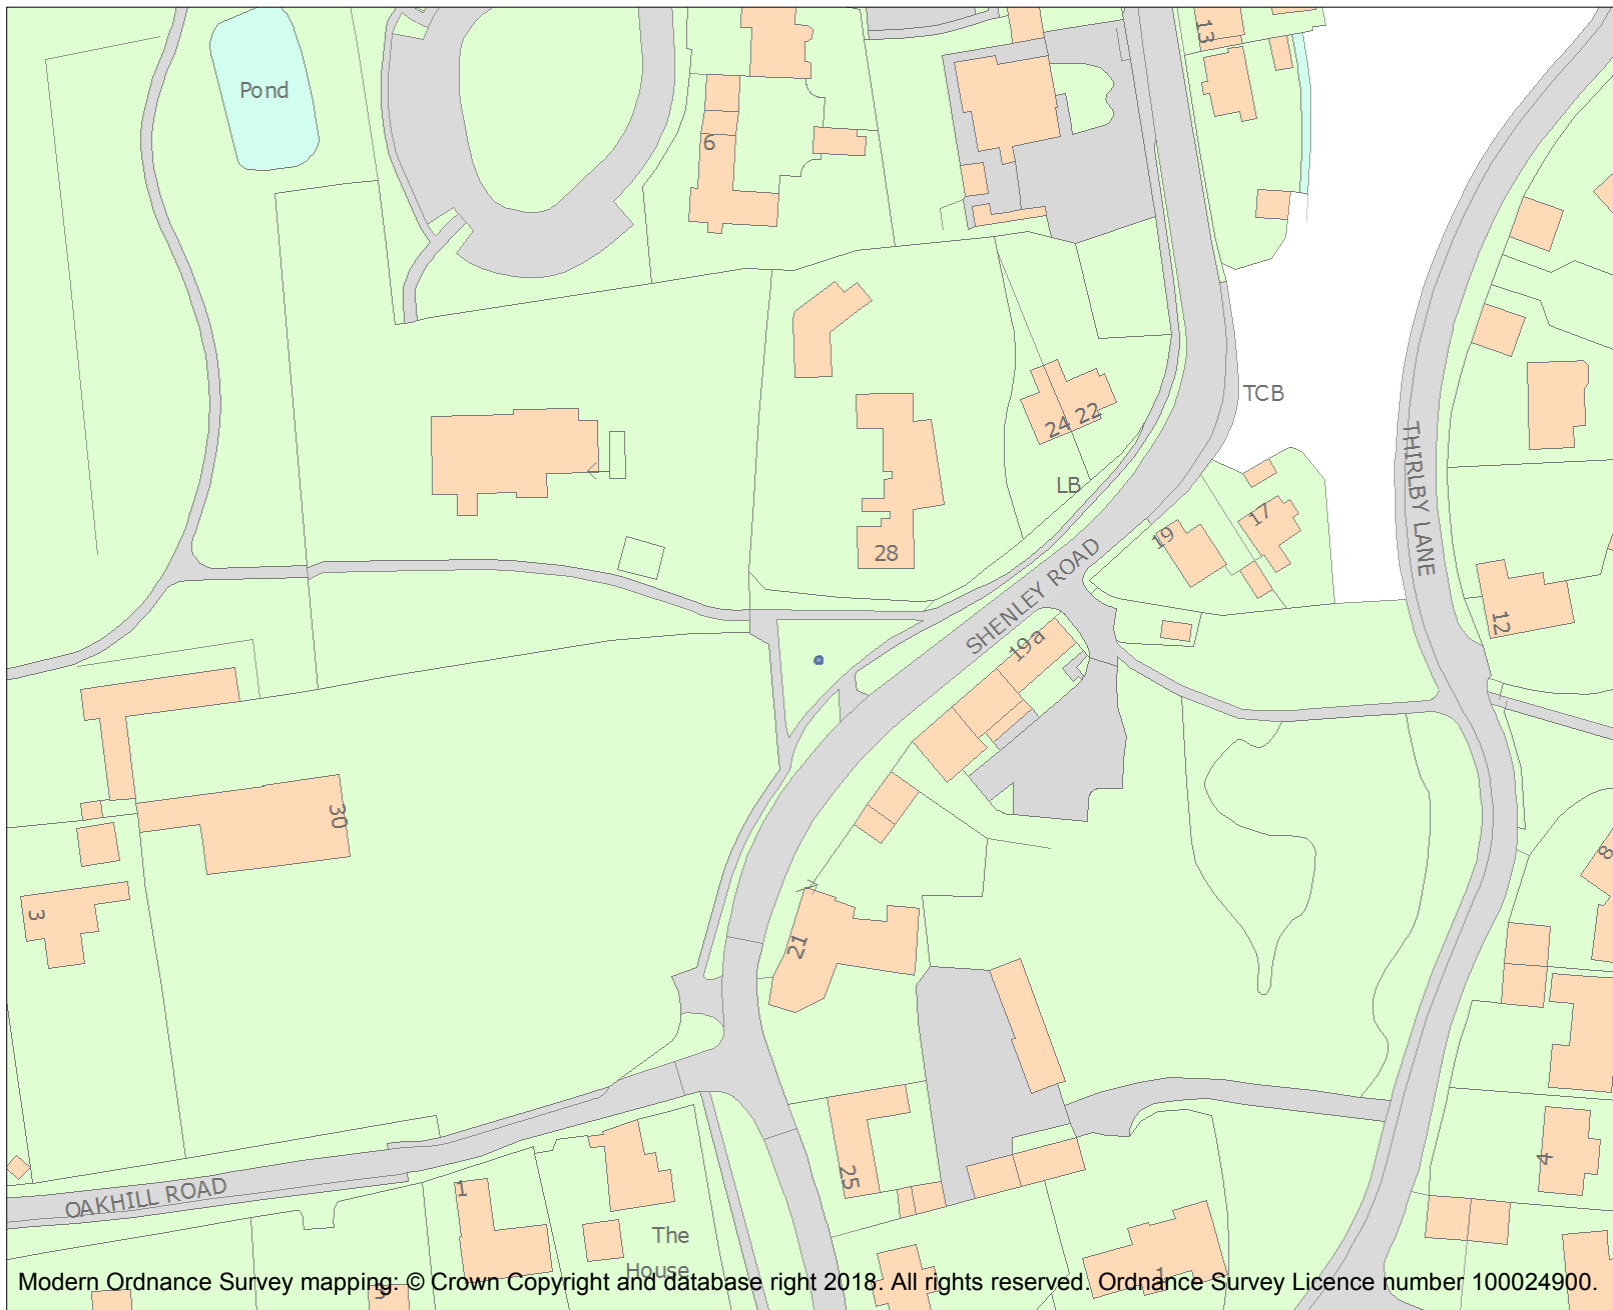 13
Pond
6
TCB
24 22
LB
THIRLBY LANE
17
19
28
SHENLEY ROAD
12
19a
30
8
3
21
4
25
OAKHILL ROAD
1
The
House
1
3
Modern Ordnance Survey mapping: © Crown Copyright and database right 2018. All rights reserved. Ordnance Survey Licence number 100024900.